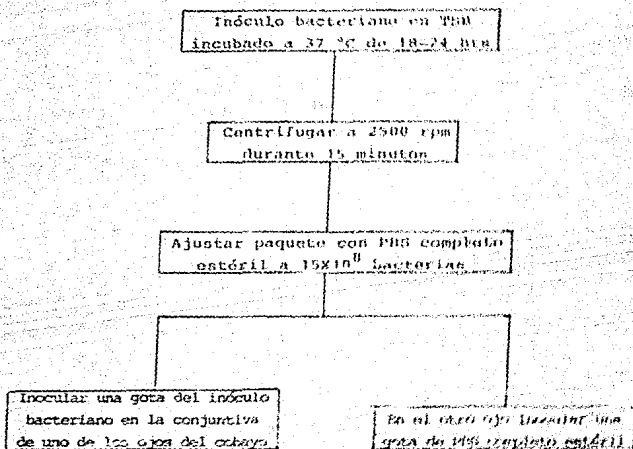 Inóculo bacteriano en TSB
incubado a 37 °C de 18-24 hrs
Centrifugar a 2500 rpm
durante 15 minutos
Ajustar paquete con PBS completo
estéril a 15X10⁸ bacterias
Inocular una gota del inóculo
bacteriano en la conjuntiva
de uno de los ojos del cobayo
En el otro ojo inocular una
gota de PBS completo estéril